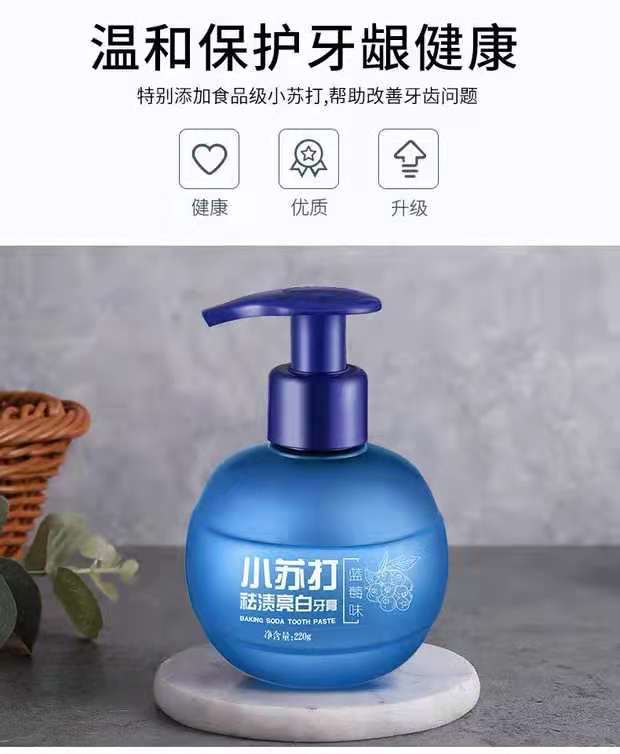 温和保护牙龈健康
特别添加食品级小苏打,帮助改善牙齿问题
健康
优质
升级
小苏打
祛渍亮白牙膏
BAKING SODA TOOTH PASTE
净含量:220g
蓝莓味